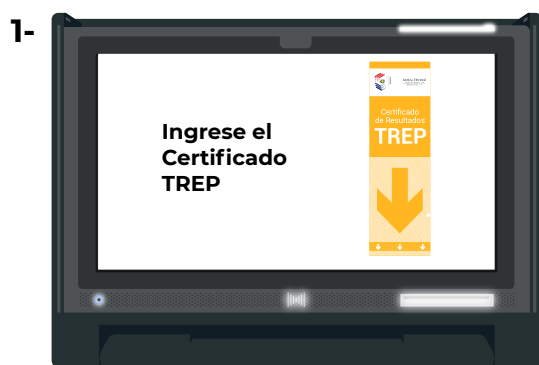 1-
Ingrese el
Certificado
TREP
Justicia Electoral
Certificado
de Resultados
TREP